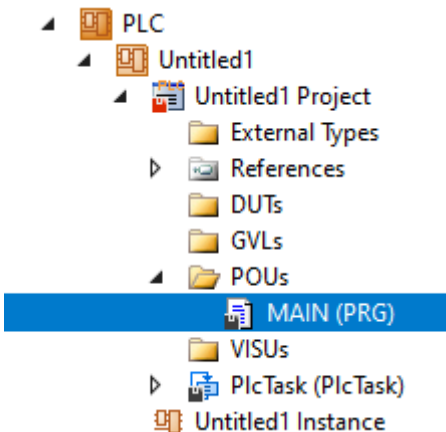 PLC
Untitled1
Untitled1 Project
External Types
References
DUTs
GVLs
POUs
MAIN (PRG)
VISUs
PlcTask (PlcTask)
Untitled1 Instance